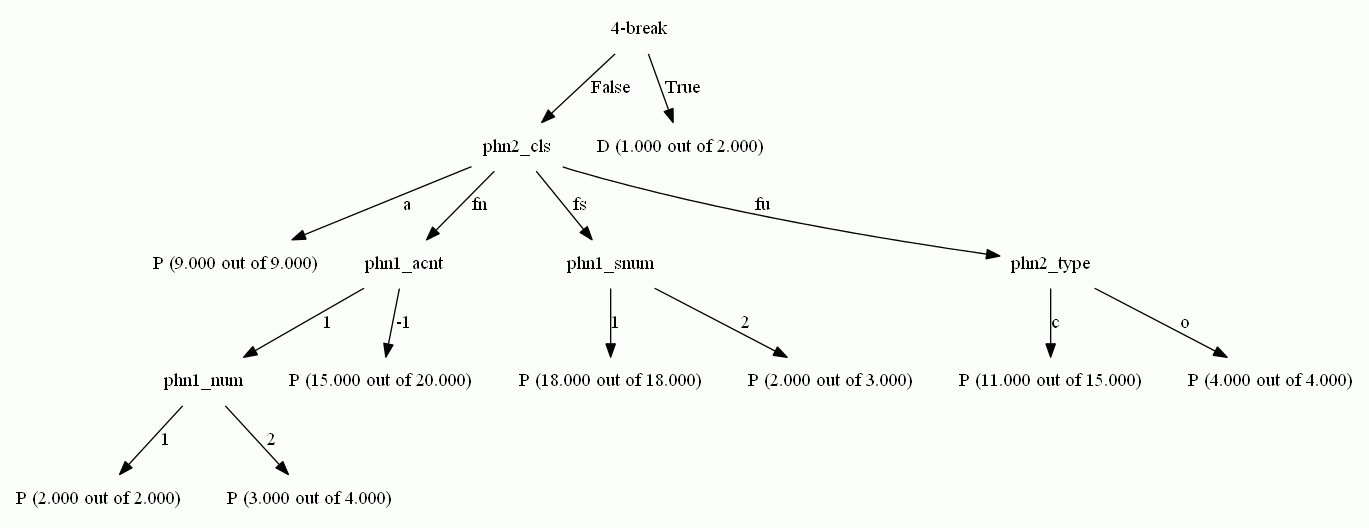 4-break
False True
phn2_cls D (1.000 out of 2.000)
a fn fs fu
P (9.000 out of 9.000) phn1_acnt phn1_snum phn2_type
1 -1 1 2 c o
phn1_num P (15.000 out of 20.000) P (18.000 out of 18.000) P (2.000 out of 3.000) P (11.000 out of 15.000) P (4.000 out of 4.000)
1 2
P (2.000 out of 2.000) P (3.000 out of 4.000)